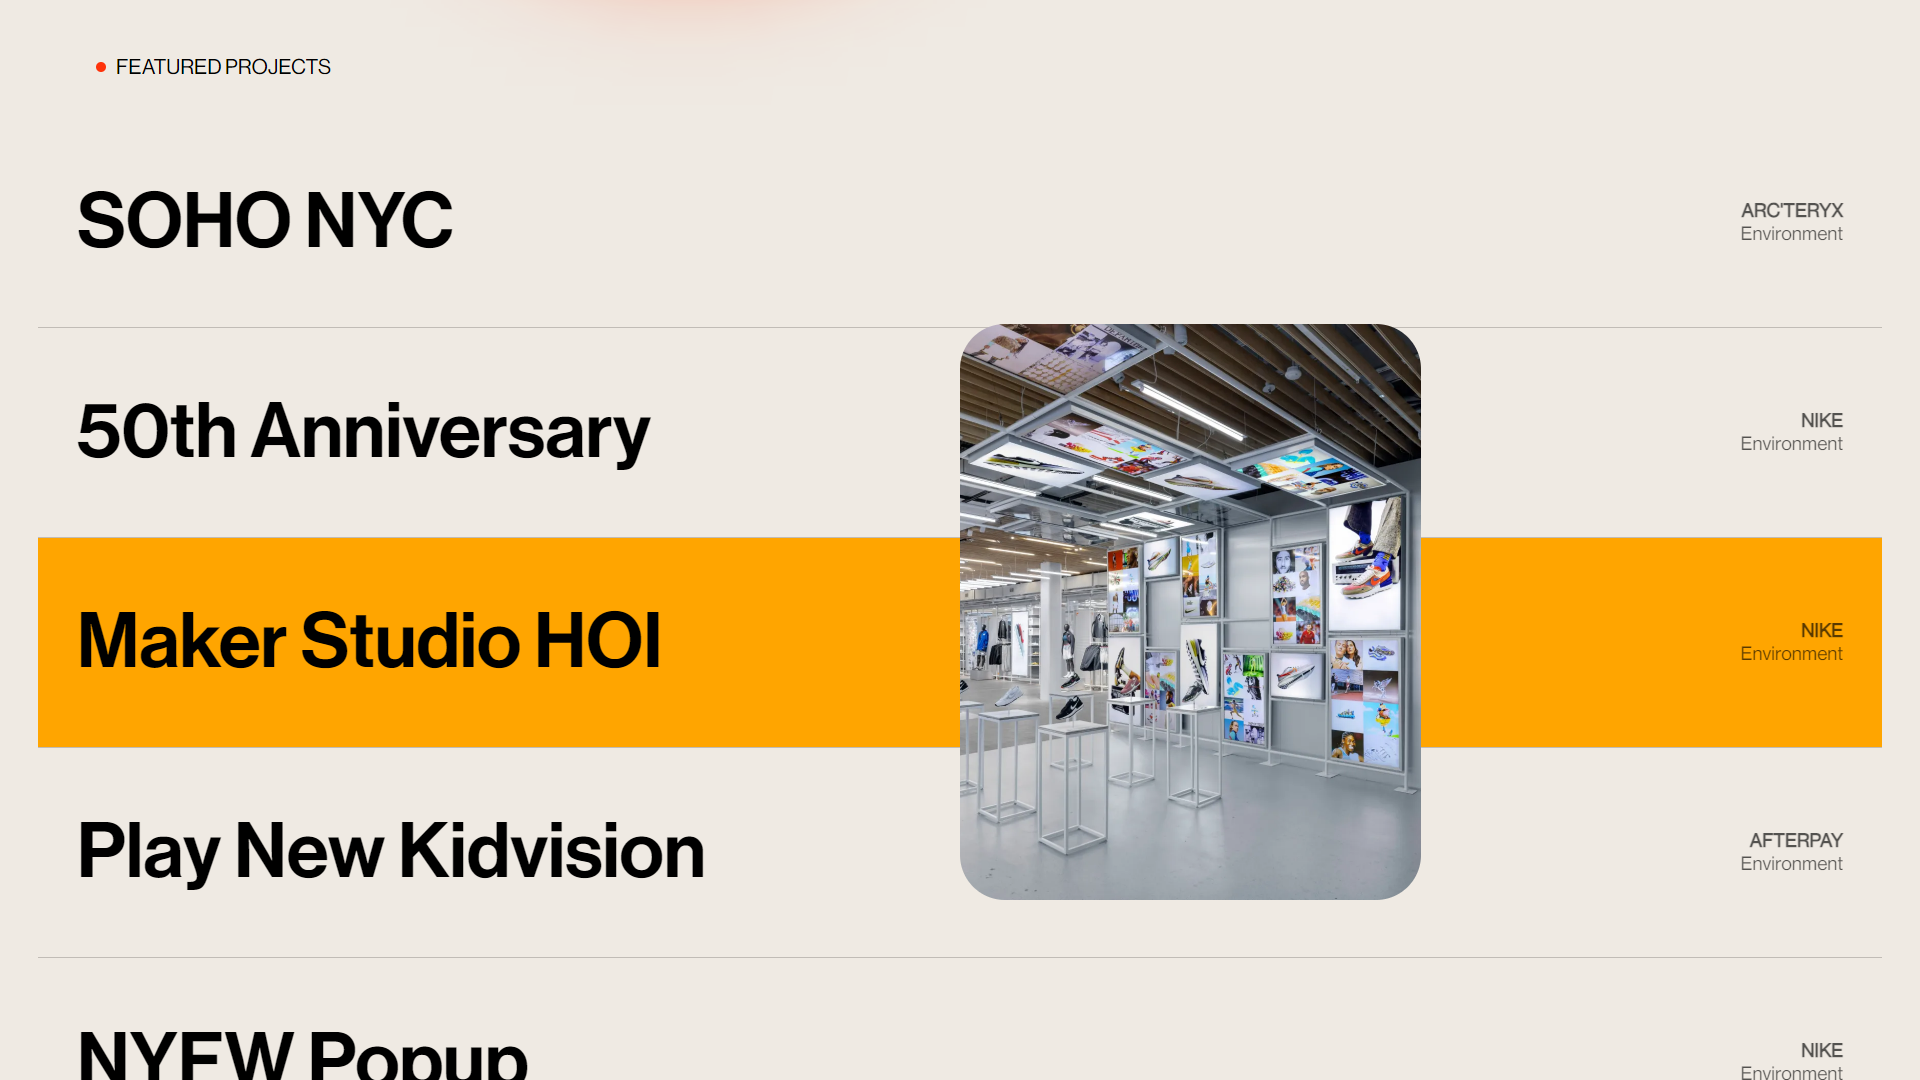 FEATURED PROJECTS
SOHO NYC
ARC'TERYX
Environment
50th Anniversary
NIKE
Environment
Maker Studio HOI
NIKE
Environment
Play New Kidvision
AFTERPAY
Environment
NYFW Popup
NIKE
Environment